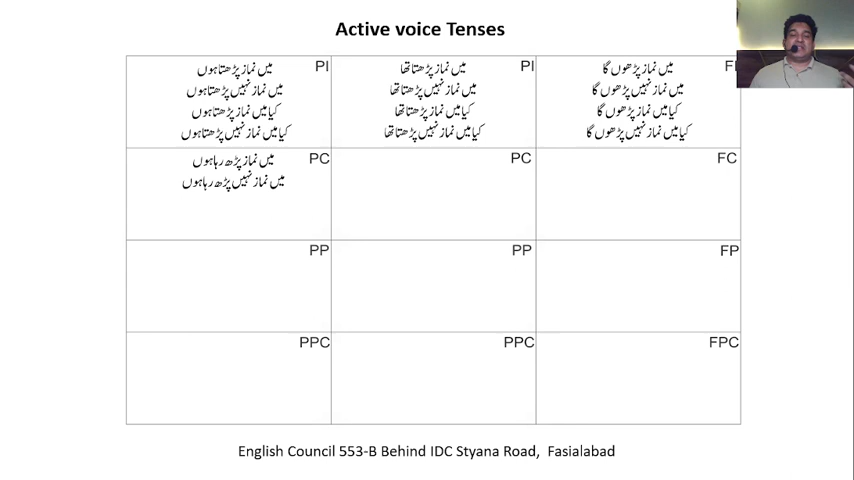 Active voice Tenses
PI
میں نماز پڑھتا ہوں
میں نماز نہیں پڑھتا ہوں
کیا میں نماز پڑھتا ہوں
کیا میں نماز نہیں پڑھتا ہوں
PI
میں نماز پڑھتا تھا
میں نماز نہیں پڑھتا تھا
کیا میں نماز پڑھتا تھا
کیا میں نماز نہیں پڑھتا تھا
میں نماز پڑھوں گا
میں نماز نہیں پڑھوں گا
کیا میں نماز پڑھوں گا
کیا میں نماز نہیں پڑھوں گا
PC
میں نماز پڑھ رہا ہوں
میں نماز نہیں پڑھ رہا ہوں
PC
FC
PP
PP
FP
PPC
PPC
FPC
English Council 553-B Behind IDC Styana Road, Fasialabad